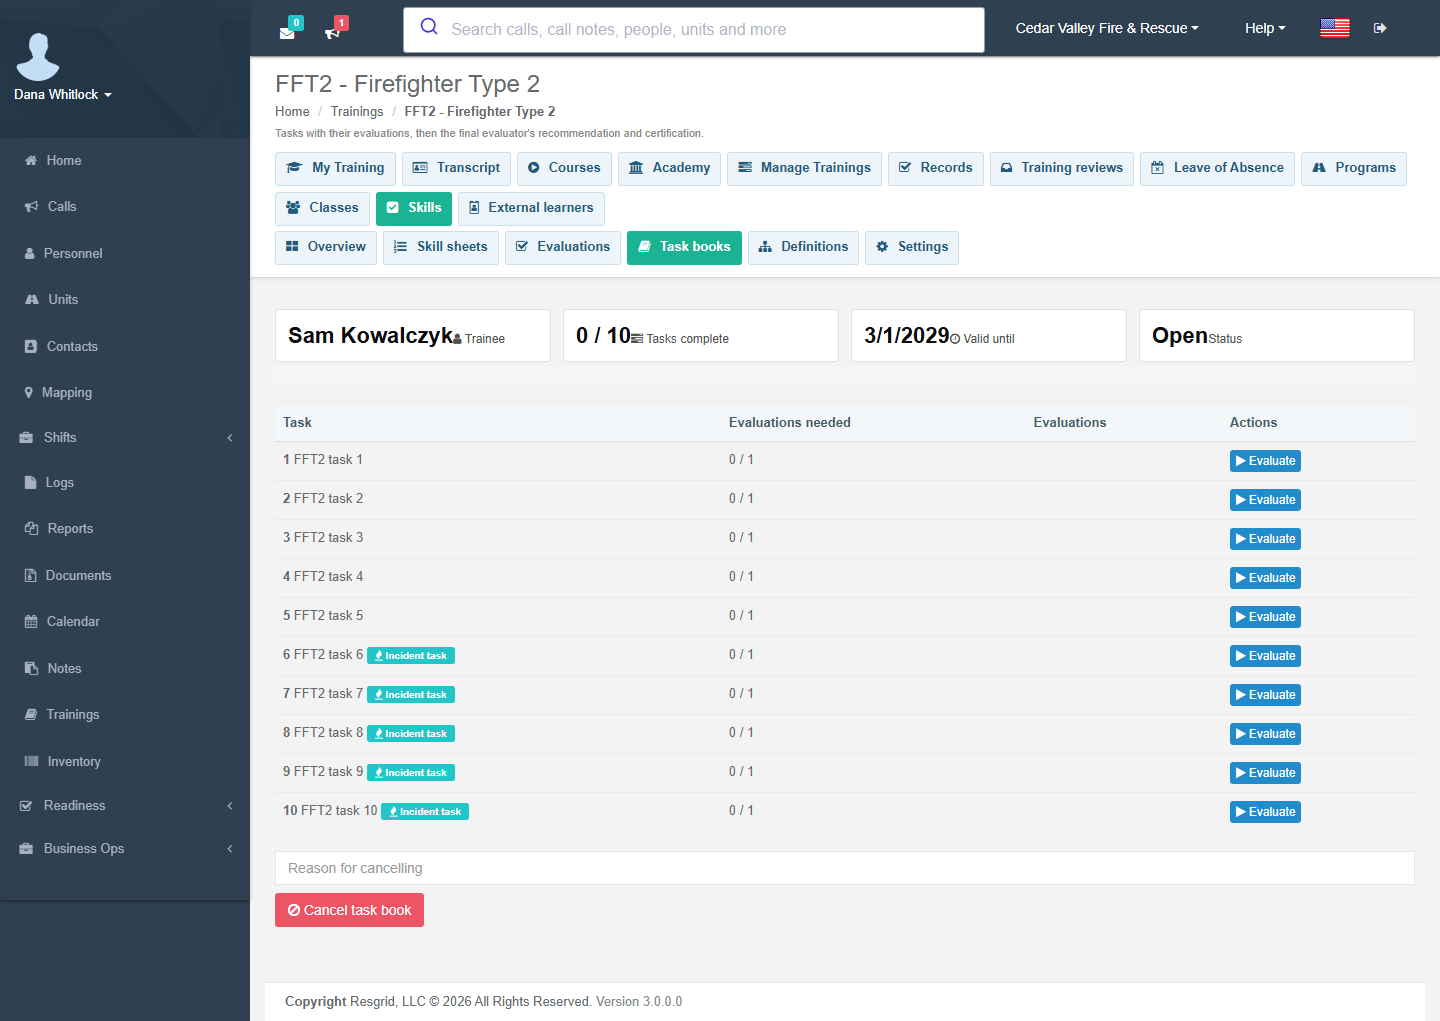 0
1
Search calls, call notes, people, units and more
Cedar Valley Fire & Rescue
Help
Dana Whitlock
Home
Calls
Personnel
Units
Contacts
Mapping
Shifts
Logs
Reports
Documents
Calendar
Notes
Trainings
Inventory
Readiness
Business Ops
FFT2 - Firefighter Type 2
Home / Trainings / FFT2 - Firefighter Type 2
Tasks with their evaluations, then the final evaluator's recommendation and certification.
My Training Transcript Courses Academy Manage Trainings Records Training reviews Leave of Absence Programs
Classes Skills External learners
Overview Skill sheets Evaluations Task books Definitions Settings
Sam Kowalczyk Trainee
0 / 10 Tasks complete
3/1/2029 Valid until
Open Status
Task Evaluations needed Evaluations Actions
1 FFT2 task 1 0 / 1 Evaluate
2 FFT2 task 2 0 / 1 Evaluate
3 FFT2 task 3 0 / 1 Evaluate
4 FFT2 task 4 0 / 1 Evaluate
5 FFT2 task 5 0 / 1 Evaluate
6 FFT2 task 6 Incident task 0 / 1 Evaluate
7 FFT2 task 7 Incident task 0 / 1 Evaluate
8 FFT2 task 8 Incident task 0 / 1 Evaluate
9 FFT2 task 9 Incident task 0 / 1 Evaluate
10 FFT2 task 10 Incident task 0 / 1 Evaluate
Reason for cancelling
Cancel task book
Copyright Resgrid, LLC © 2026 All Rights Reserved. Version 3.0.0.0